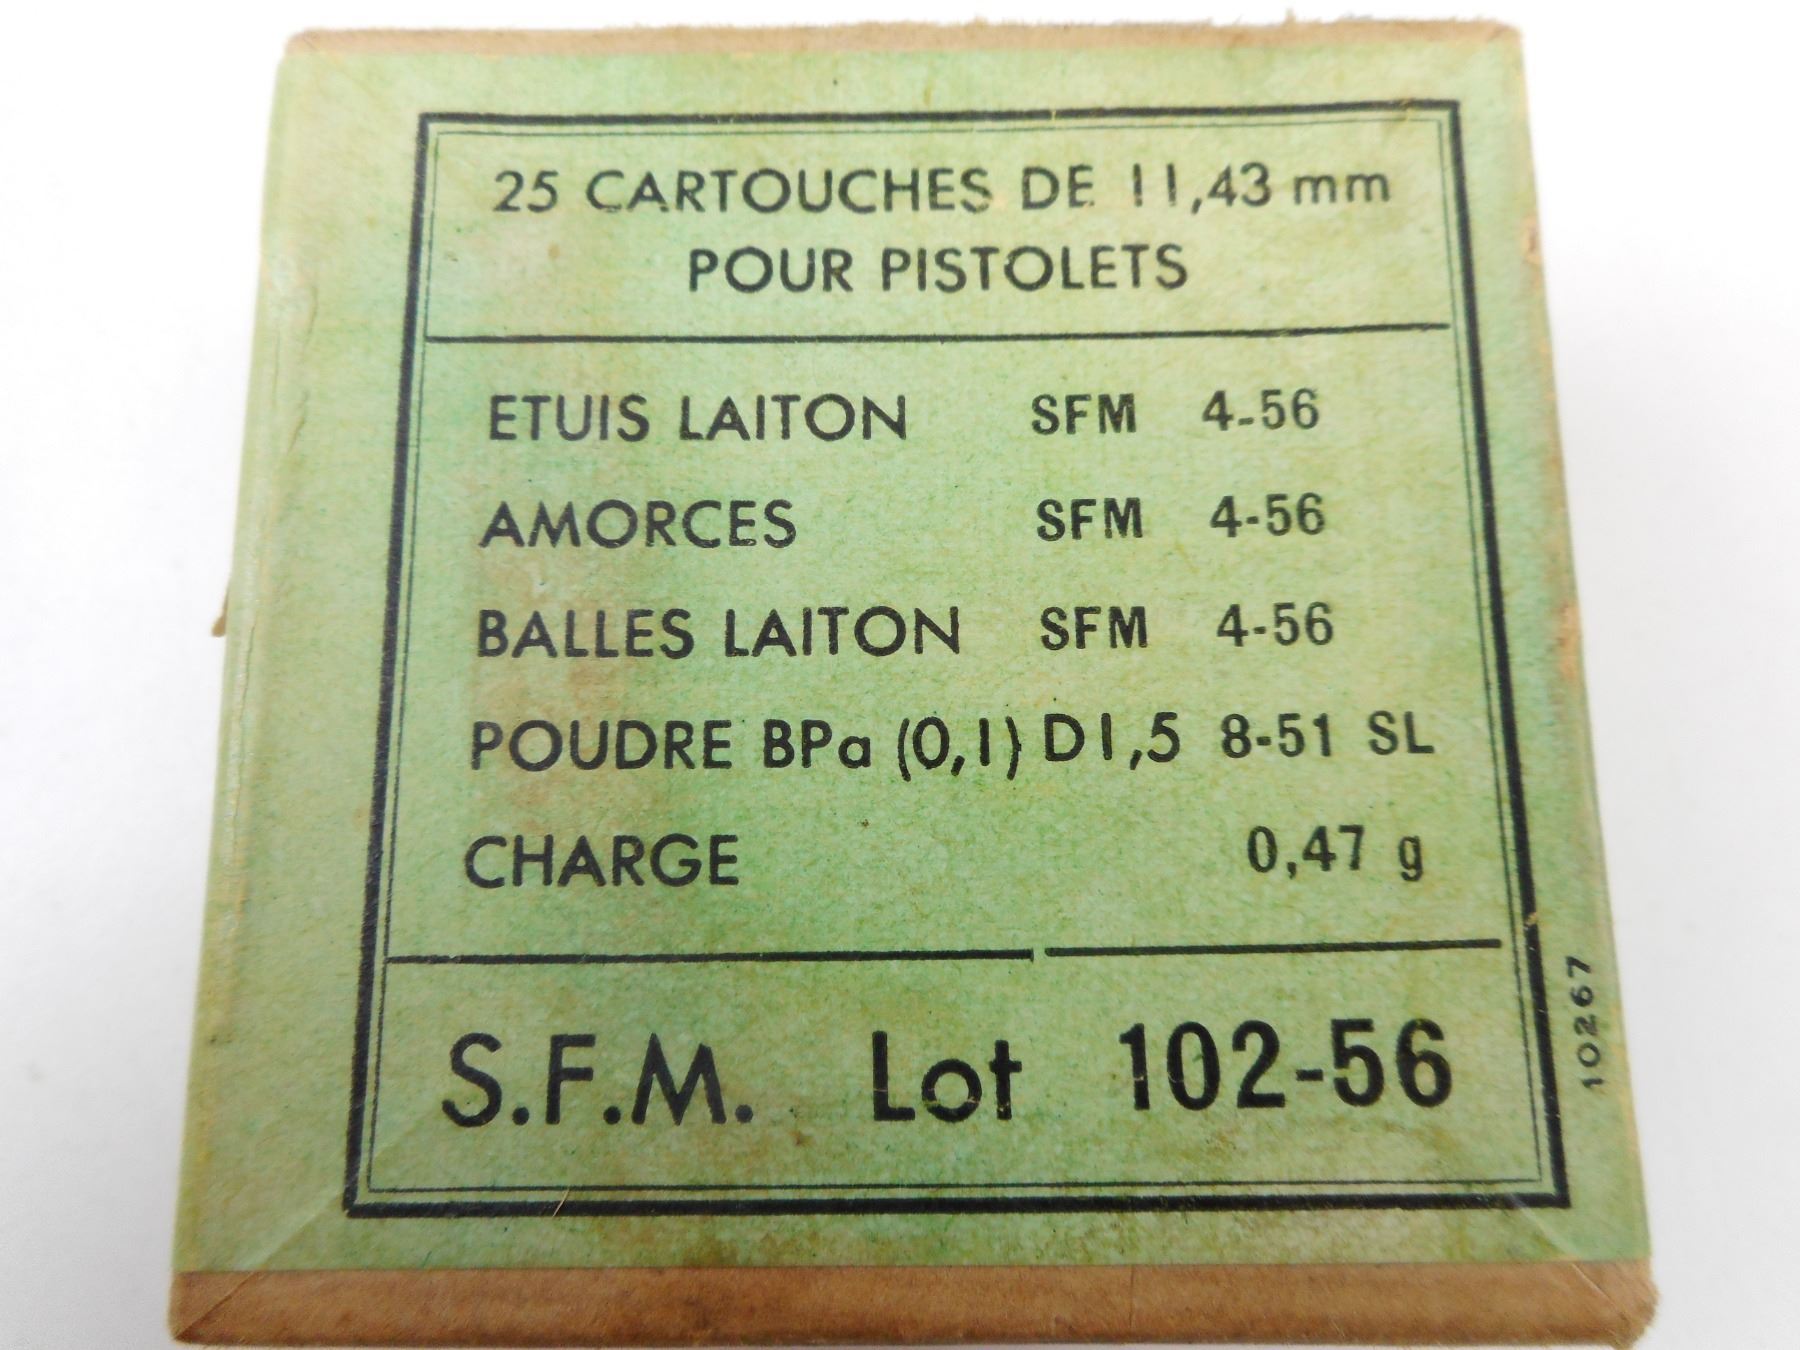 25 CARTOUCHES DE 11,43 mm
POUR PISTOLETS
ETUIS LAITON SFM 4-56
AMORCES SFM 4-56
BALLES LAITON SFM 4-56
POUDRE BPa (0,1) D1,5 8-51 SL
CHARGE 0,47 g
S.F.M. Lot 102-56
10267